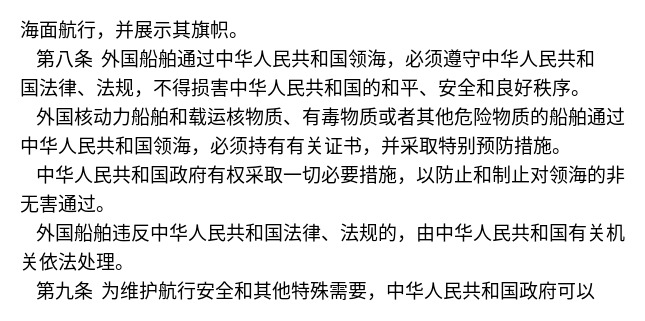 海面航行，并展示其旗帜。
第八条 外国船舶通过中华人民共和国领海，必须遵守中华人民共和
国法律、法规，不得损害中华人民共和国的和平、安全和良好秩序。
外国核动力船舶和载运核物质、有毒物质或者其他危险物质的船舶通过
中华人民共和国领海，必须持有有关证书，并采取特别预防措施。
中华人民共和国政府有权采取一切必要措施，以防止和制止对领海的非
无害通过。
外国船舶违反中华人民共和国法律、法规的，由中华人民共和国有关机
关依法处理。
第九条 为维护航行安全和其他特殊需要，中华人民共和国政府可以